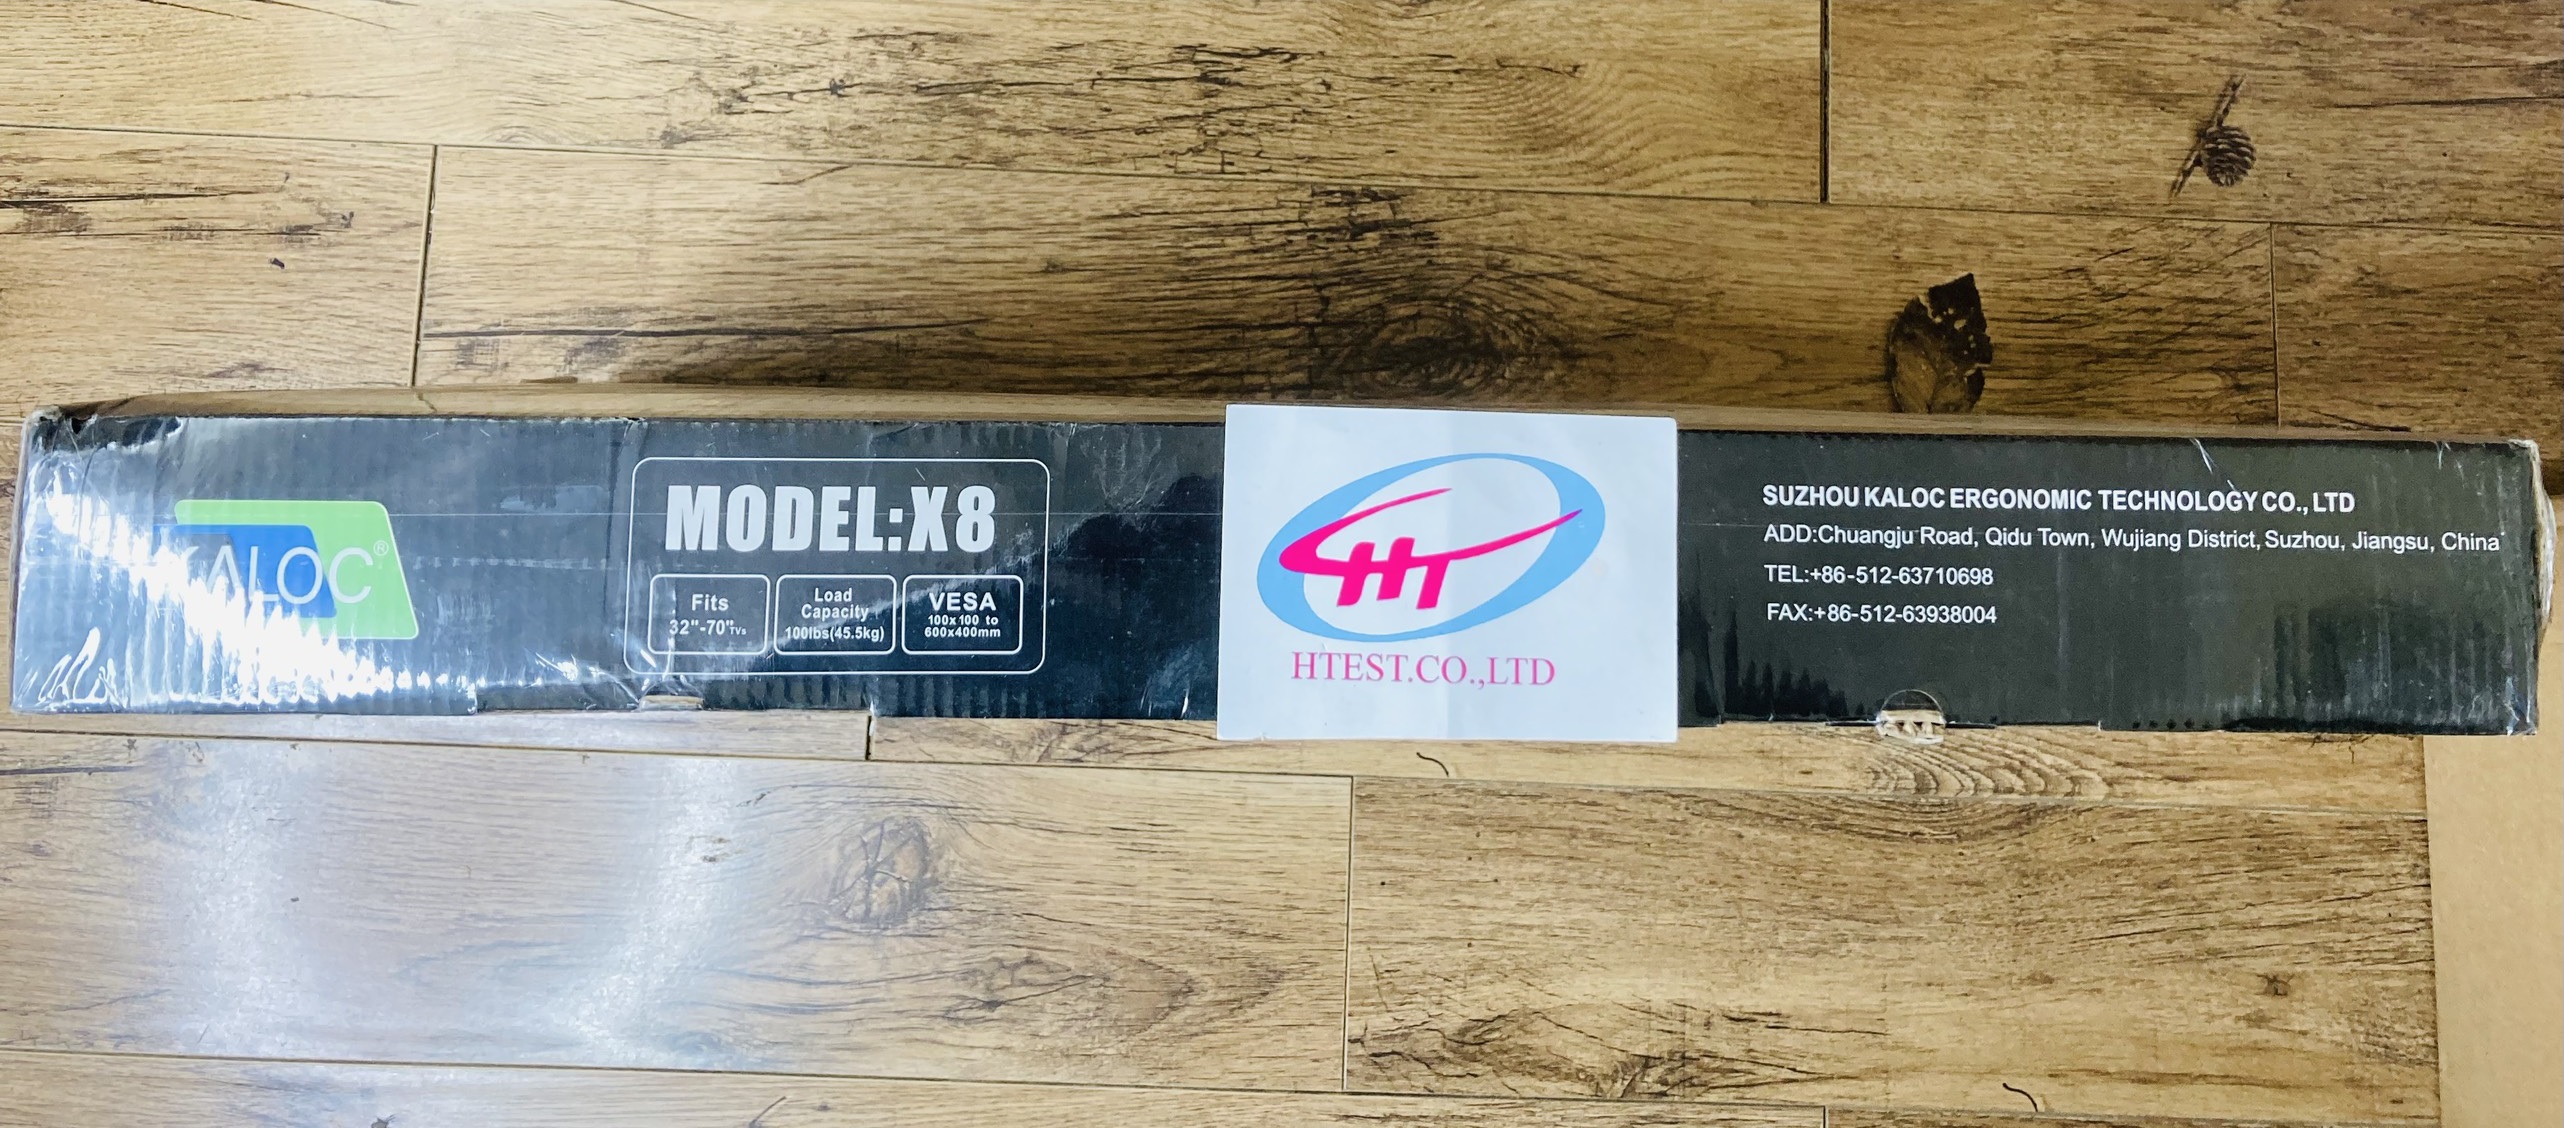 KALOC®
MODEL:X8
Fits
32"-70"TVs
Load
Capacity
100lbs(45.5kg)
VESA
100x100 to
600x400mm
HT
HTEST.CO.,LTD
SUZHOU KALOC ERGONOMIC TECHNOLOGY CO., LTD
ADD:Chuangju Road, Qidu Town, Wujiang District, Suzhou, Jiangsu, China
TEL:+86-512-63710698
FAX:+86-512-63938004